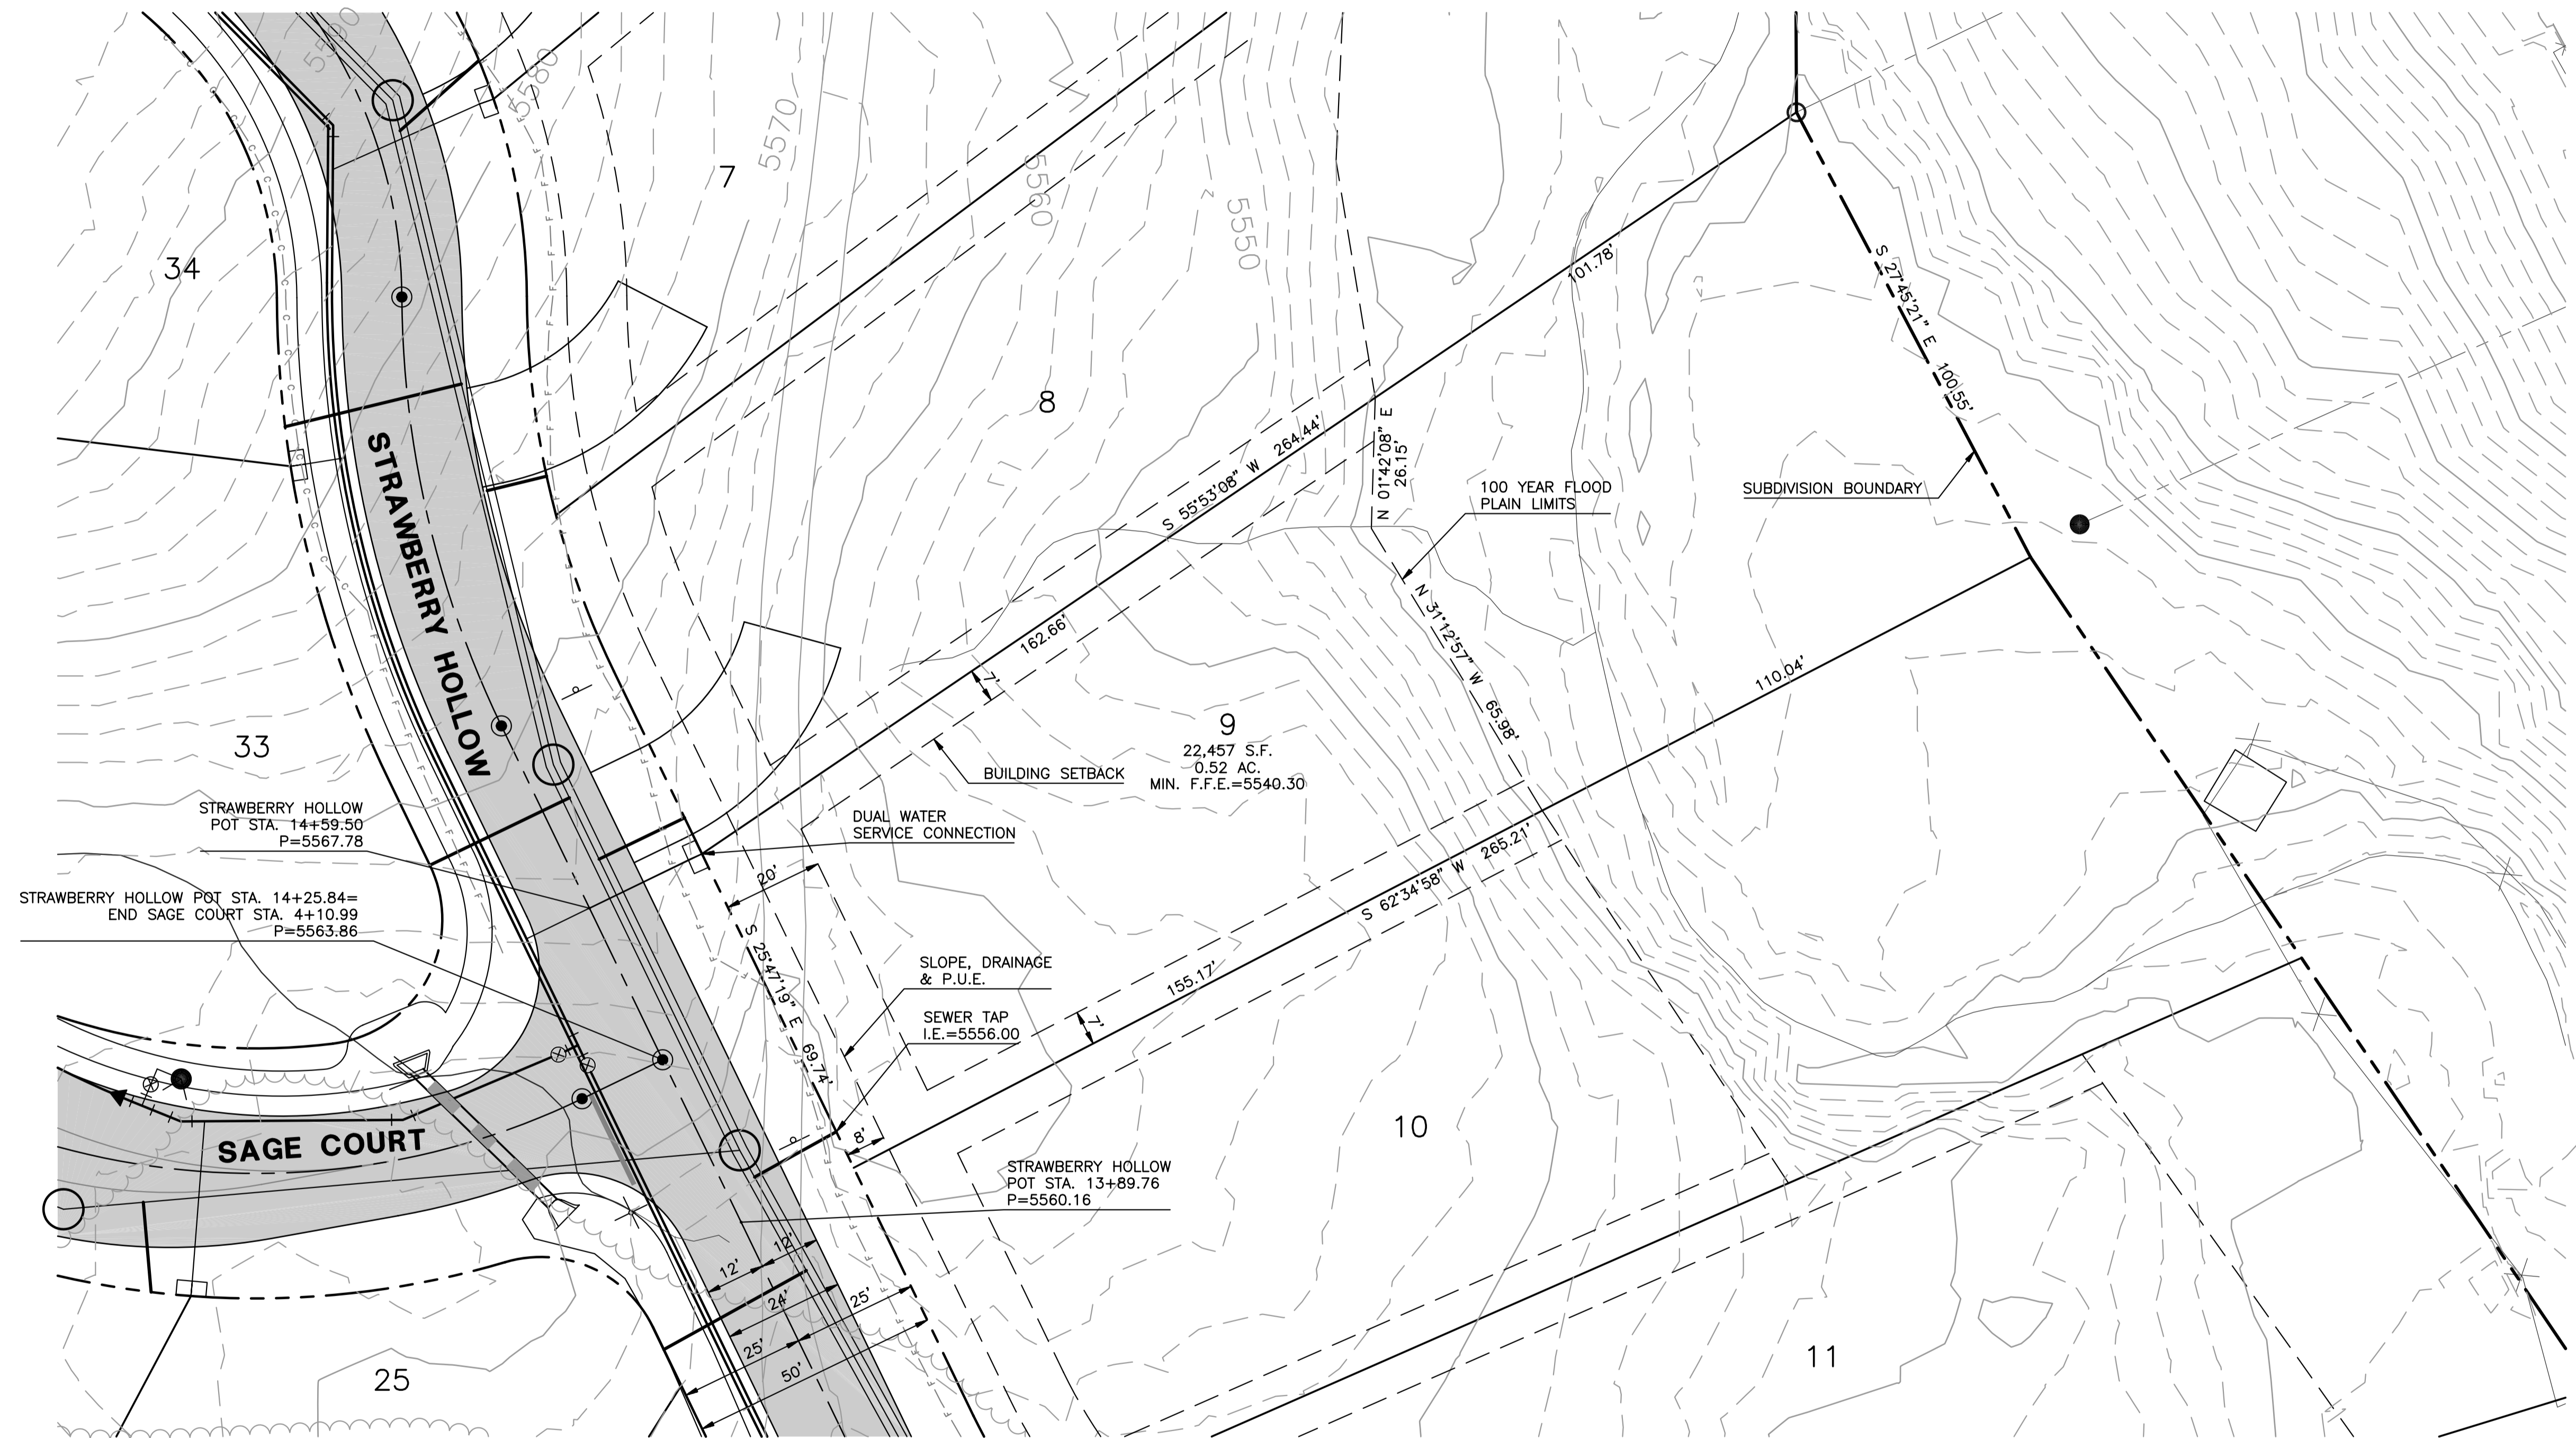 5590
5580
5570
5560
5550
7
34
8
101.78'
S 27°45'21" E 100.55'
STRAWBERRY HOLLOW
S 55°53'08" W 264.44'
N 01°42'08" E
26.15'
100 YEAR FLOOD
PLAIN LIMITS
SUBDIVISION BOUNDARY
162.66'
7'
N 31°12'57" W 65.98'
110.04'
33
9
22,457 S.F.
0.52 AC.
MIN. F.F.E.=5540.30
BUILDING SETBACK
STRAWBERRY HOLLOW
POT STA. 14+59.50
P=5567.78
DUAL WATER
SERVICE CONNECTION
20'
S 62°34'58" W 265.21'
STRAWBERRY HOLLOW POT STA. 14+25.84=
END SAGE COURT STA. 4+10.99
P=5563.86
S 25°47'19" E 69.74'
SLOPE, DRAINAGE
& P.U.E.
155.17'
7'
SEWER TAP
I.E.=5556.00
SAGE COURT
8'
10
STRAWBERRY HOLLOW
POT STA. 13+89.76
P=5560.16
12'
12'
24'
25'
25'
50'
25
11